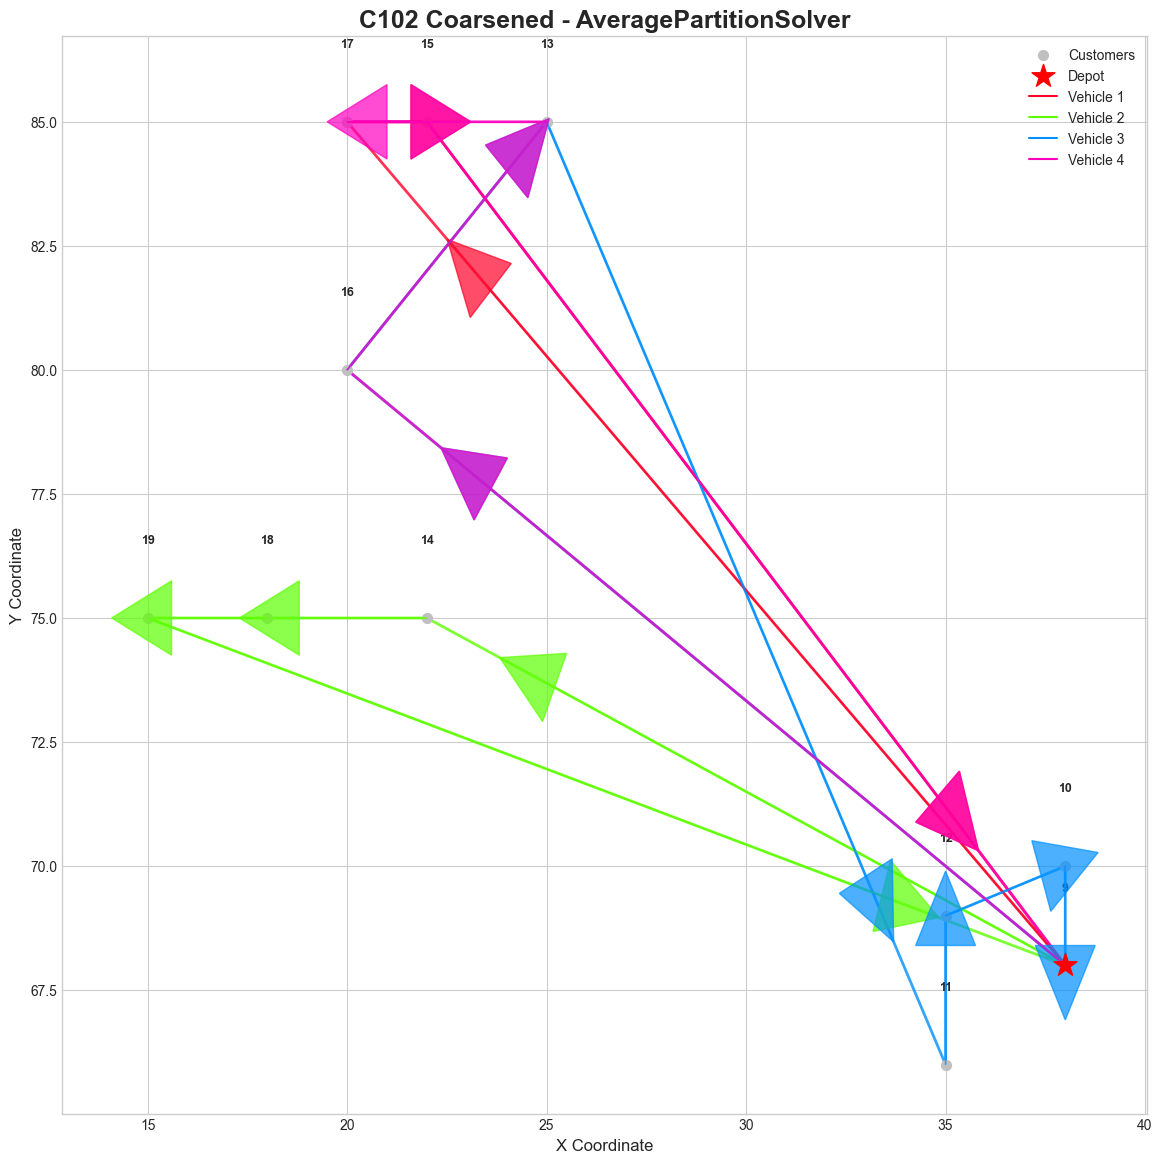 C102 Coarsened - AveragePartitionSolver
17 15 13
Customers
Depot
Vehicle 1
Vehicle 2
Vehicle 3
Vehicle 4
16
19 18 14
10
12
9
11
85.0
82.5
80.0
77.5
75.0
72.5
70.0
67.5
Y Coordinate
15 20 25 30 35 40
X Coordinate